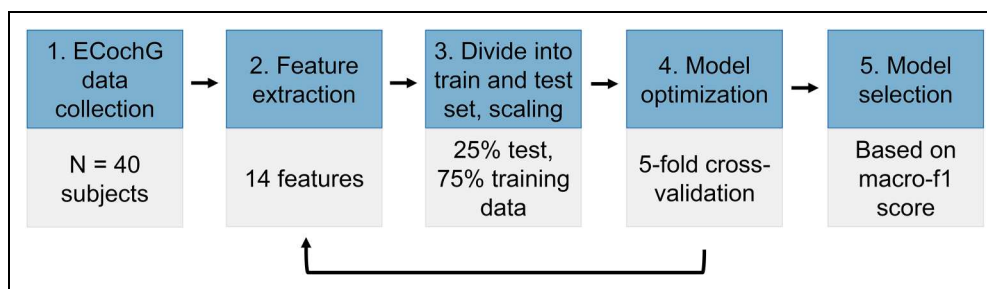 1. ECochG
data
collection
N = 40
subjects
2. Feature
extraction
14 features
3. Divide into
train and test
set, scaling
25% test,
75% training
data
4. Model
optimization
5-fold cross-
validation
5. Model
selection
Based on
macro-f1
score